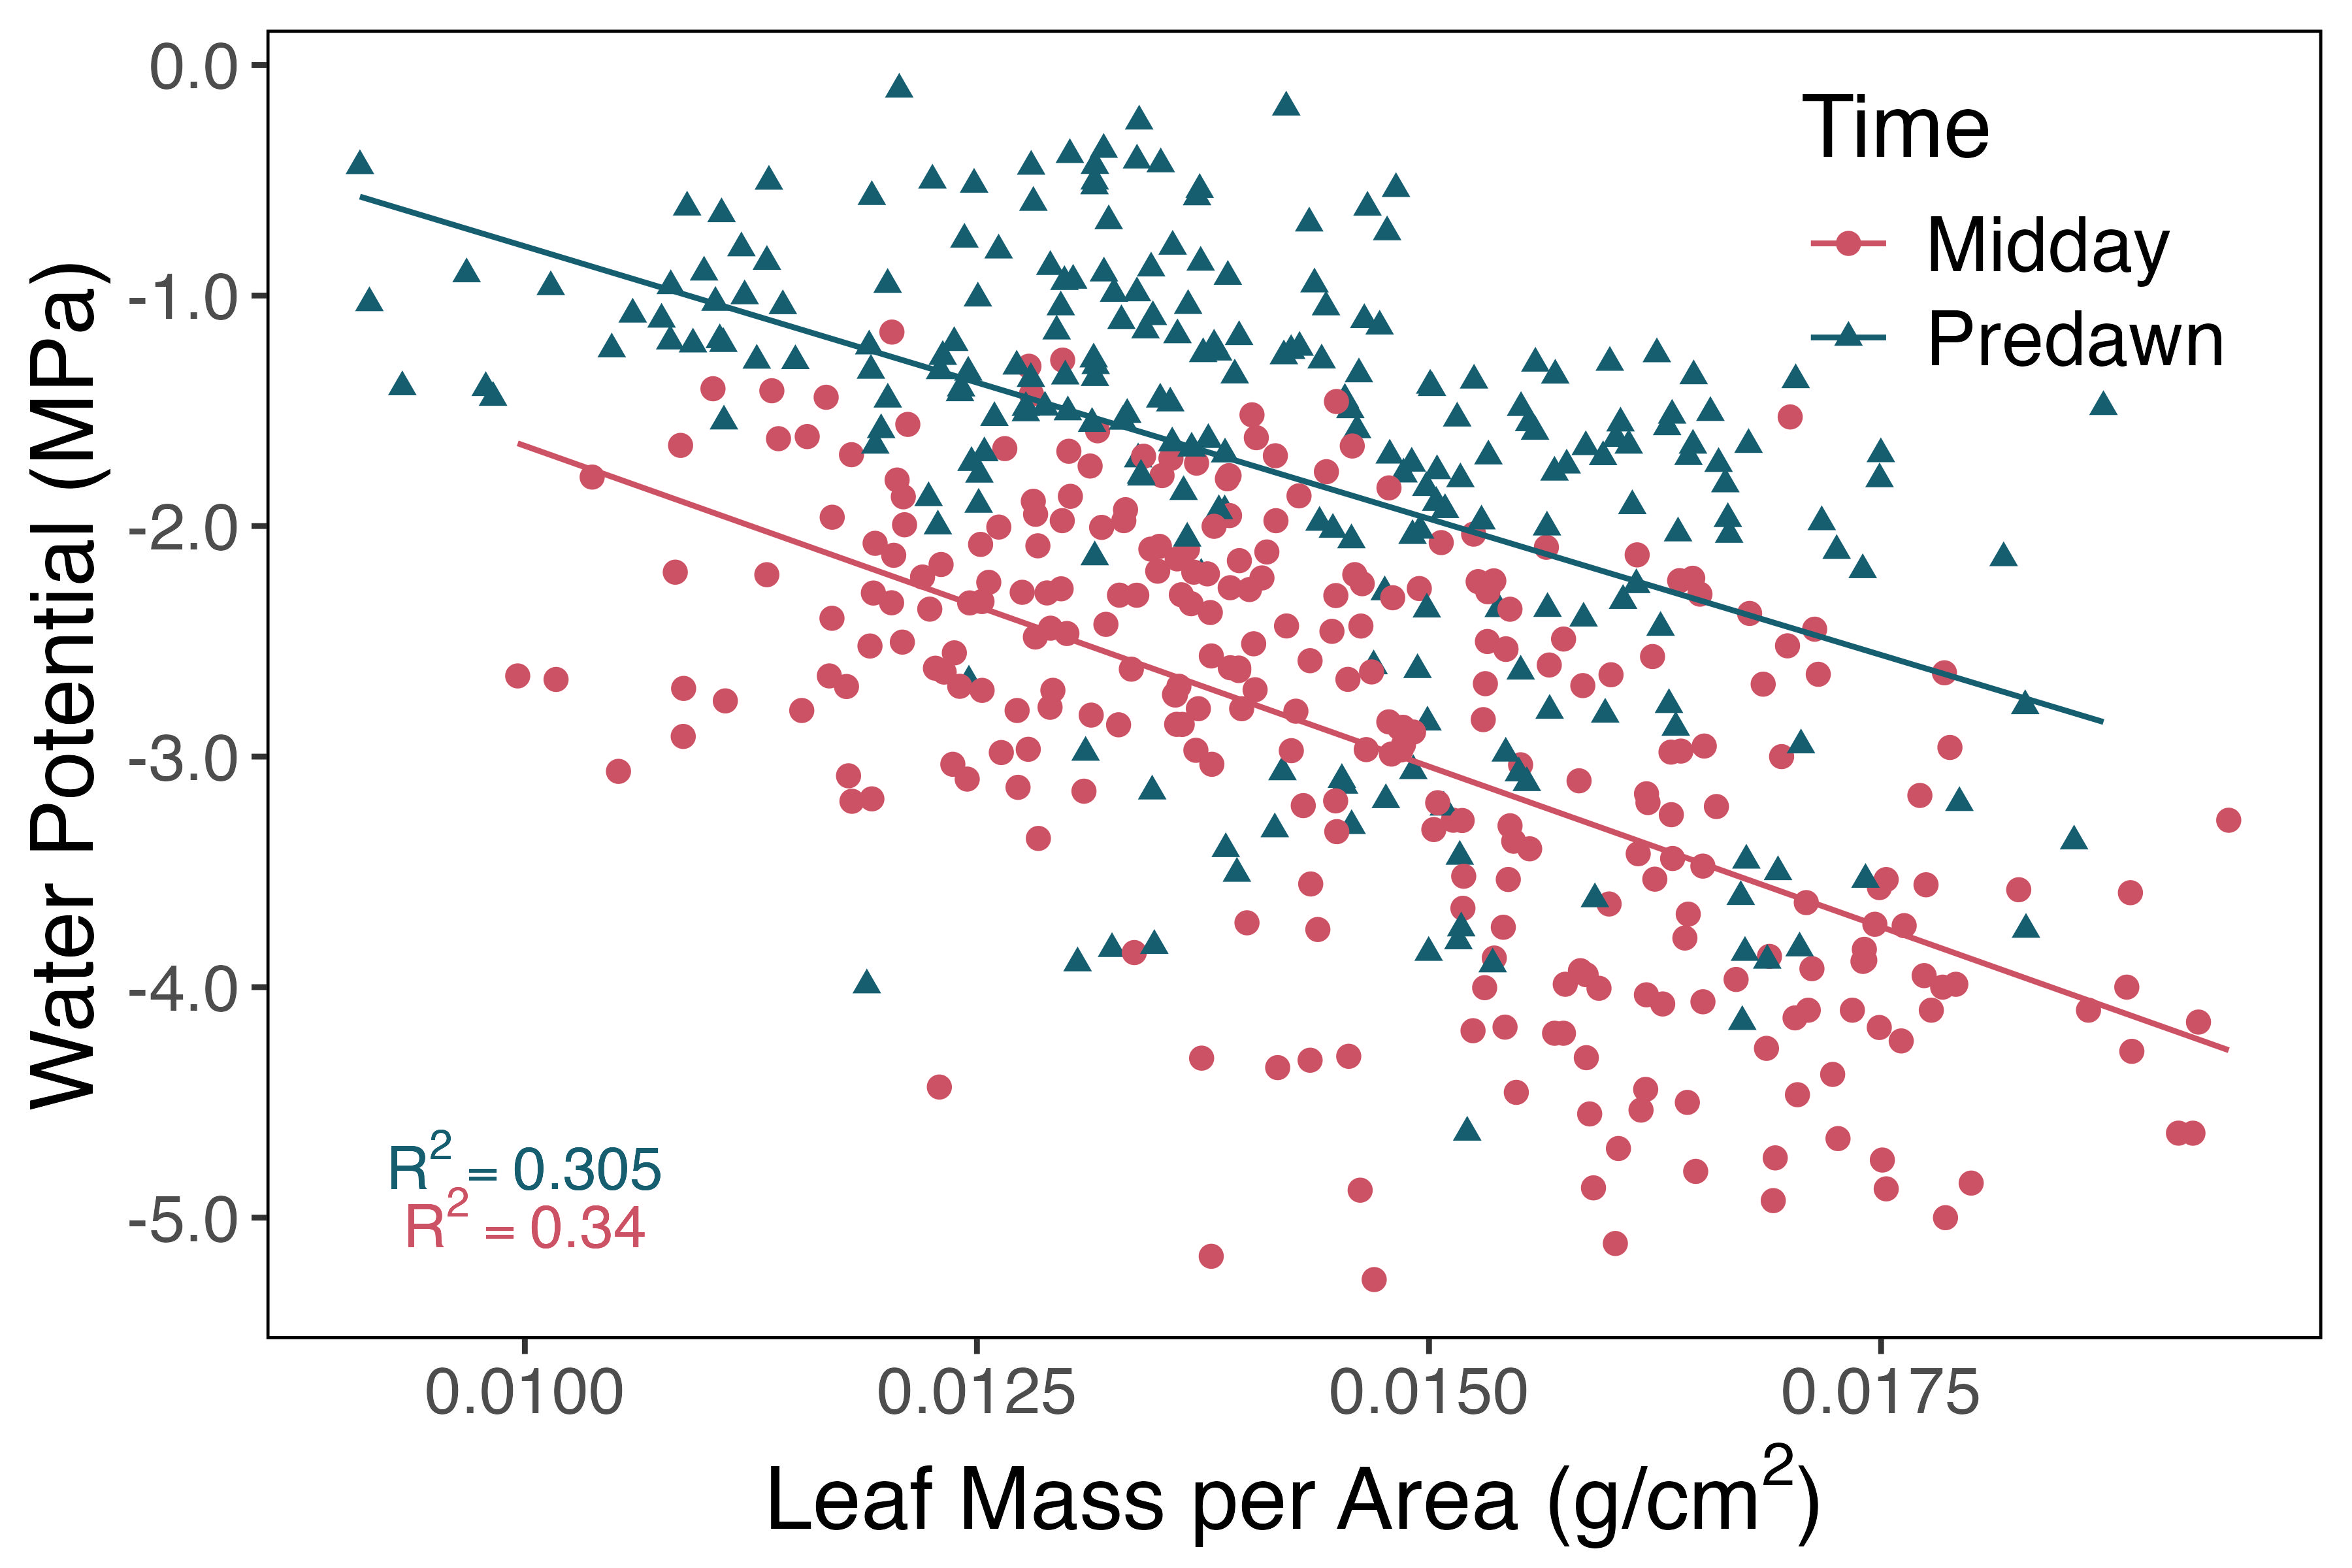 0.0
-1.0
-2.0
-3.0
-4.0
-5.0
Water Potential (MPa)
Time
Midday
Predawn
R² = 0.305
R² = 0.34
0.0100 0.0125 0.0150 0.0175
Leaf Mass per Area (g/cm²)